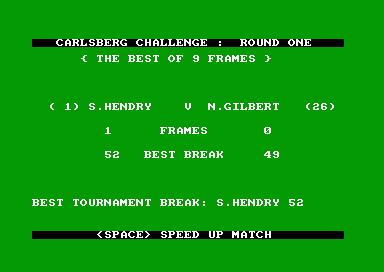 CARLSBERG CHALLENGE : ROUND ONE
{ THE BEST OF 9 FRAMES }
( 1) S.HENDRY V N.GILBERT (26)
1 FRAMES 0
52 BEST BREAK 49
BEST TOURNAMENT BREAK: S.HENDRY 52
<SPACE> SPEED UP MATCH